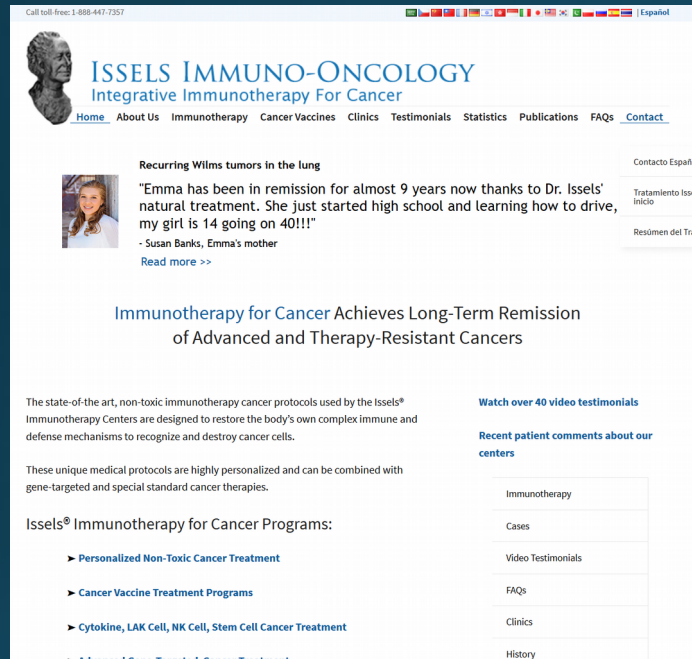 Call toll-free: 1-888-447-7357
| Español
ISSELS IMMUNO-ONCOLOGY
Integrative Immunotherapy For Cancer
Home About Us Immunotherapy Cancer Vaccines Clinics Testimonials Statistics Publications FAQs Contact
Recurring Wilms tumors in the lung
"Emma has been in remission for almost 9 years now thanks to Dr. Issels'
natural treatment. She just started high school and learning how to drive,
my girl is 14 going on 40!!!"
- Susan Banks, Emma's mother
Read more >>
Contacto Españ
Tratamiento Iss
Inicio
Resúmen del Tra
Immunotherapy for Cancer Achieves Long-Term Remission
of Advanced and Therapy-Resistant Cancers
The state-of-the art, non-toxic immunotherapy cancer protocols used by the Issels®
Immunotherapy Centers are designed to restore the body's own complex immune and
defense mechanisms to recognize and destroy cancer cells.
These unique medical protocols are highly personalized and can be combined with
gene-targeted and special standard cancer therapies.
Issels® Immunotherapy for Cancer Programs:
➤ Personalized Non-Toxic Cancer Treatment
➤ Cancer Vaccine Treatment Programs
➤ Cytokine, LAK Cell, NK Cell, Stem Cell Cancer Treatment
Watch over 40 video testimonials
Recent patient comments about our
centers
Immunotherapy
Cases
Video Testimonials
FAQs
Clinics
History